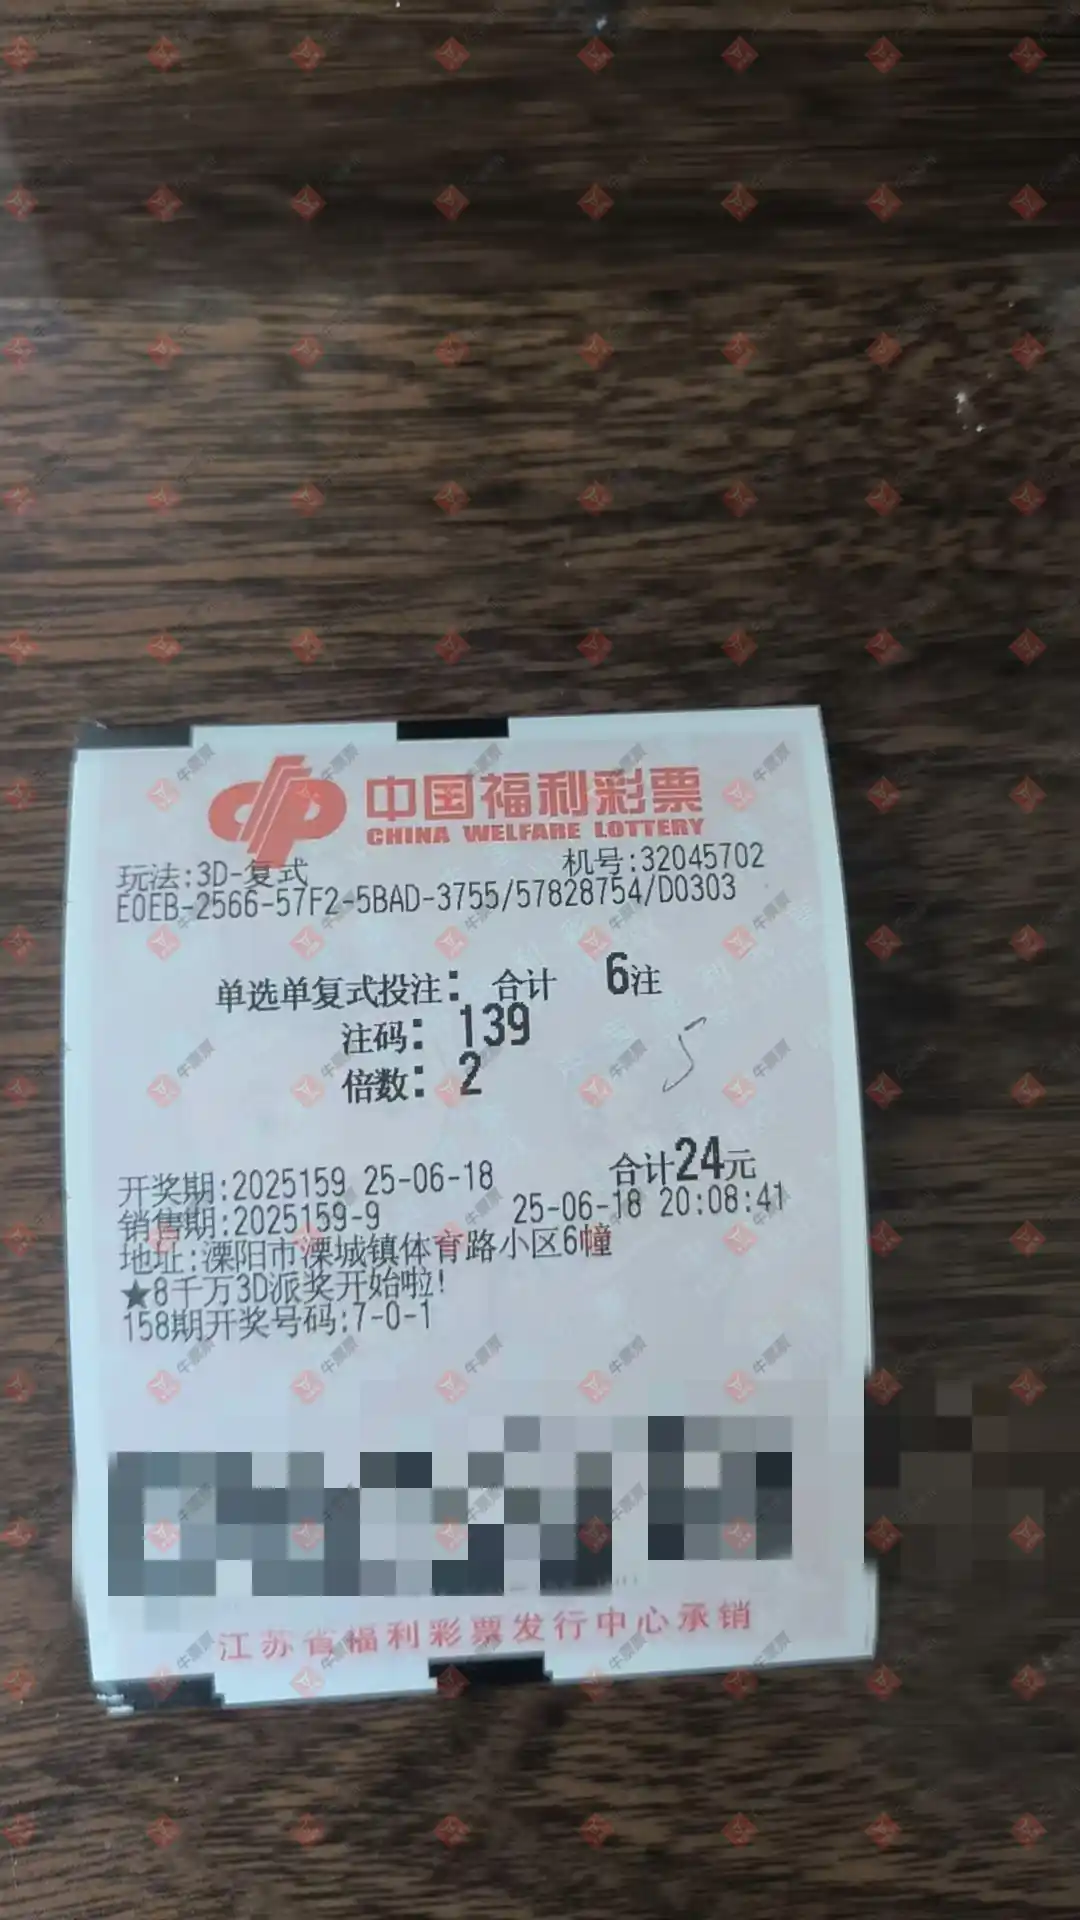 中国福利彩票
CHINA WELFARE LOTTERY
玩法:3D-复式 机号:32045702
E0EB-2566-57F2-5BAD-3755/57828754/D0303
单选单复式投注: 合计 6注
注码: 139
倍数: 2
5
合计24元
开奖期:2025159 25-06-18
销售期:2025159-9 25-06-18 20:08:41
地址:溧阳市溧城镇体育路小区6幢
★8千万3D派奖开始啦!
158期开奖号码:7-0-1
江苏省福利彩票发行中心承销
牛票票